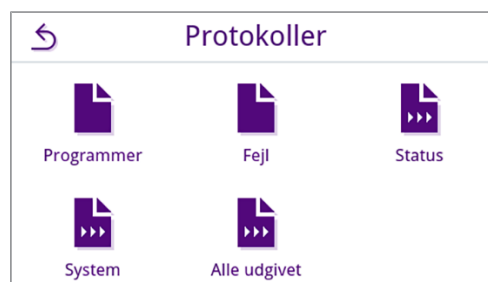 Protokoller
Programmer
Fejl
Status
System
Alle udgivet